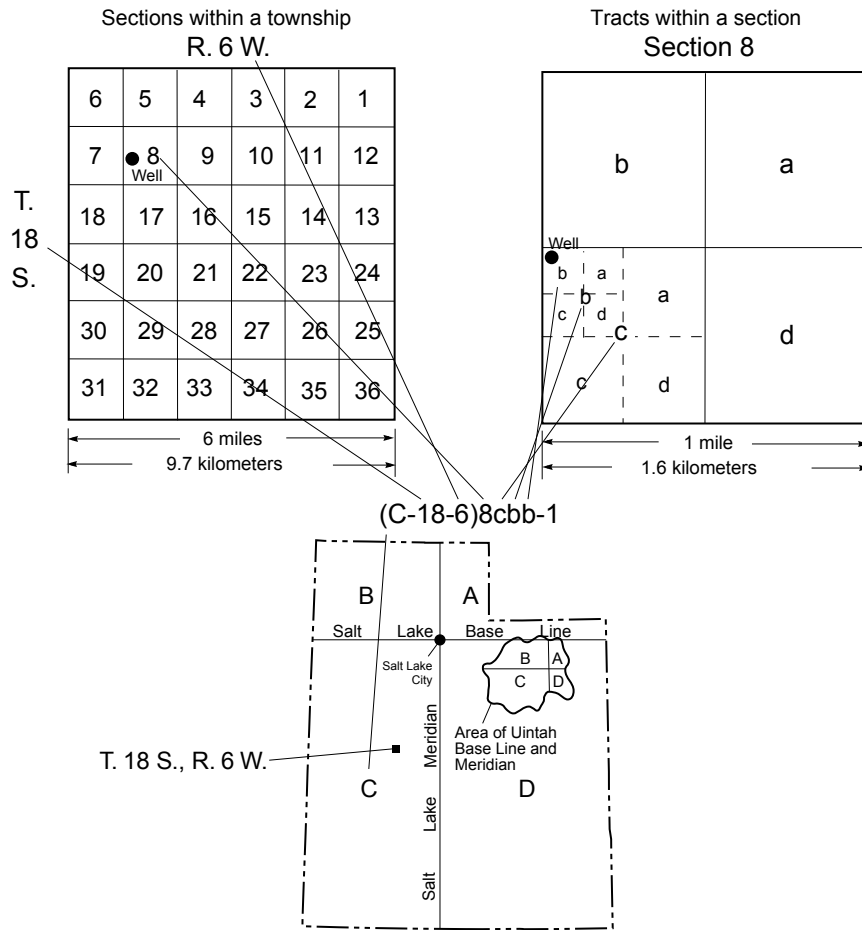 Sections within a township
R. 6 W.
6 5 4 3 2 1
7 8 9 10 11 12
Well
18 17 16 15 14 13
19 20 21 22 23 24
30 29 28 27 26 25
31 32 33 34 35 36
T.
18
S.
6 miles
9.7 kilometers
Tracts within a section
Section 8
b a
Well
b a
b a
c d
c d
c d
1 mile
1.6 kilometers
(C-18-6)8cbb-1
B A
Salt Lake Base Line
Salt Lake
City
B A
C D
Area of Uintah
Base Line and
Meridian
T. 18 S., R. 6 W.
C D
Meridian
Lake
Salt